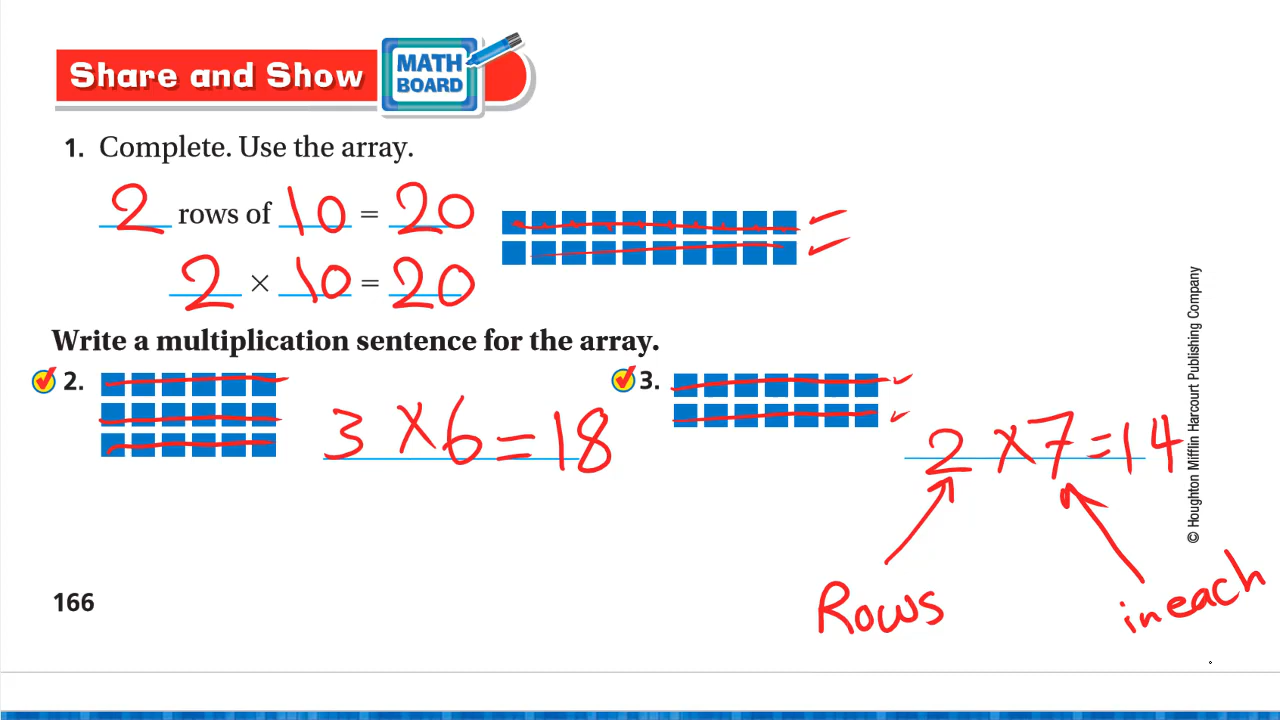 Share and Show MATH BOARD
1. Complete. Use the array.
2 rows of 10 = 20
2 × 10 = 20
Write a multiplication sentence for the array.
2. 3 × 6 = 18
3. 2 × 7 = 14
Rows
in each
166
© Houghton Mifflin Harcourt Publishing Company